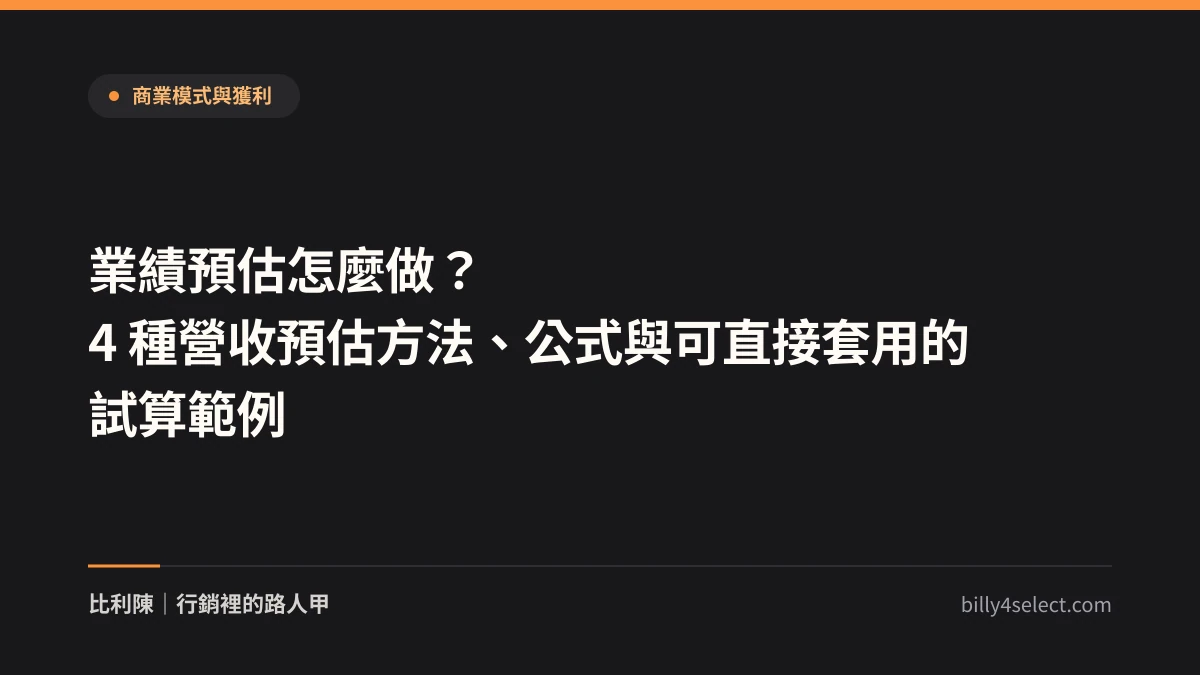 商業模式與獲利
業績預估怎麼做？
4 種營收預估方法、公式與可直接套用的
試算範例
比利陳｜行銷裡的路人甲
billy4select.com